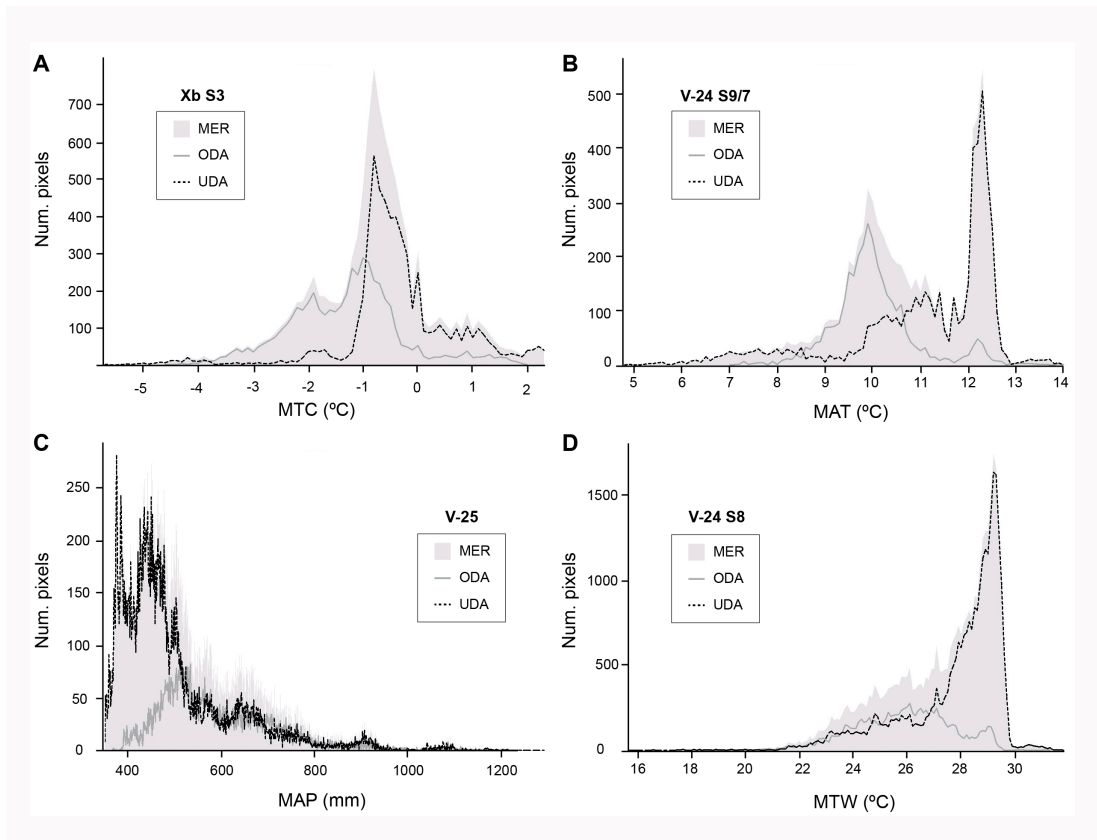 A
Xb S3
MER
ODA
UDA
Num. pixels
700
600
500
400
300
200
100
-5 -4 -3 -2 -1 0 1 2
MTC (ºC)
B
V-24 S9/7
MER
ODA
UDA
Num. pixels
500
400
300
200
100
0
5 6 7 8 9 10 11 12 13 14
MAT (ºC)
C
V-25
MER
ODA
UDA
Num. pixels
250
200
150
100
50
0
400 600 800 1000 1200
MAP (mm)
D
V-24 S8
MER
ODA
UDA
Num. pixels
1500
1000
500
0
16 18 20 22 24 26 28 30
MTW (ºC)